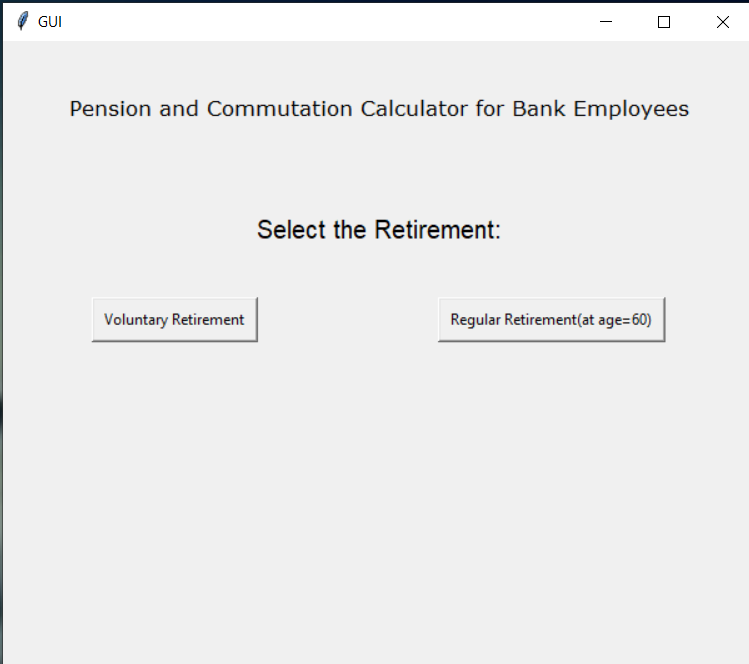 GUI
Pension and Commutation Calculator for Bank Employees
Select the Retirement:
Voluntary Retirement
Regular Retirement(at age=60)